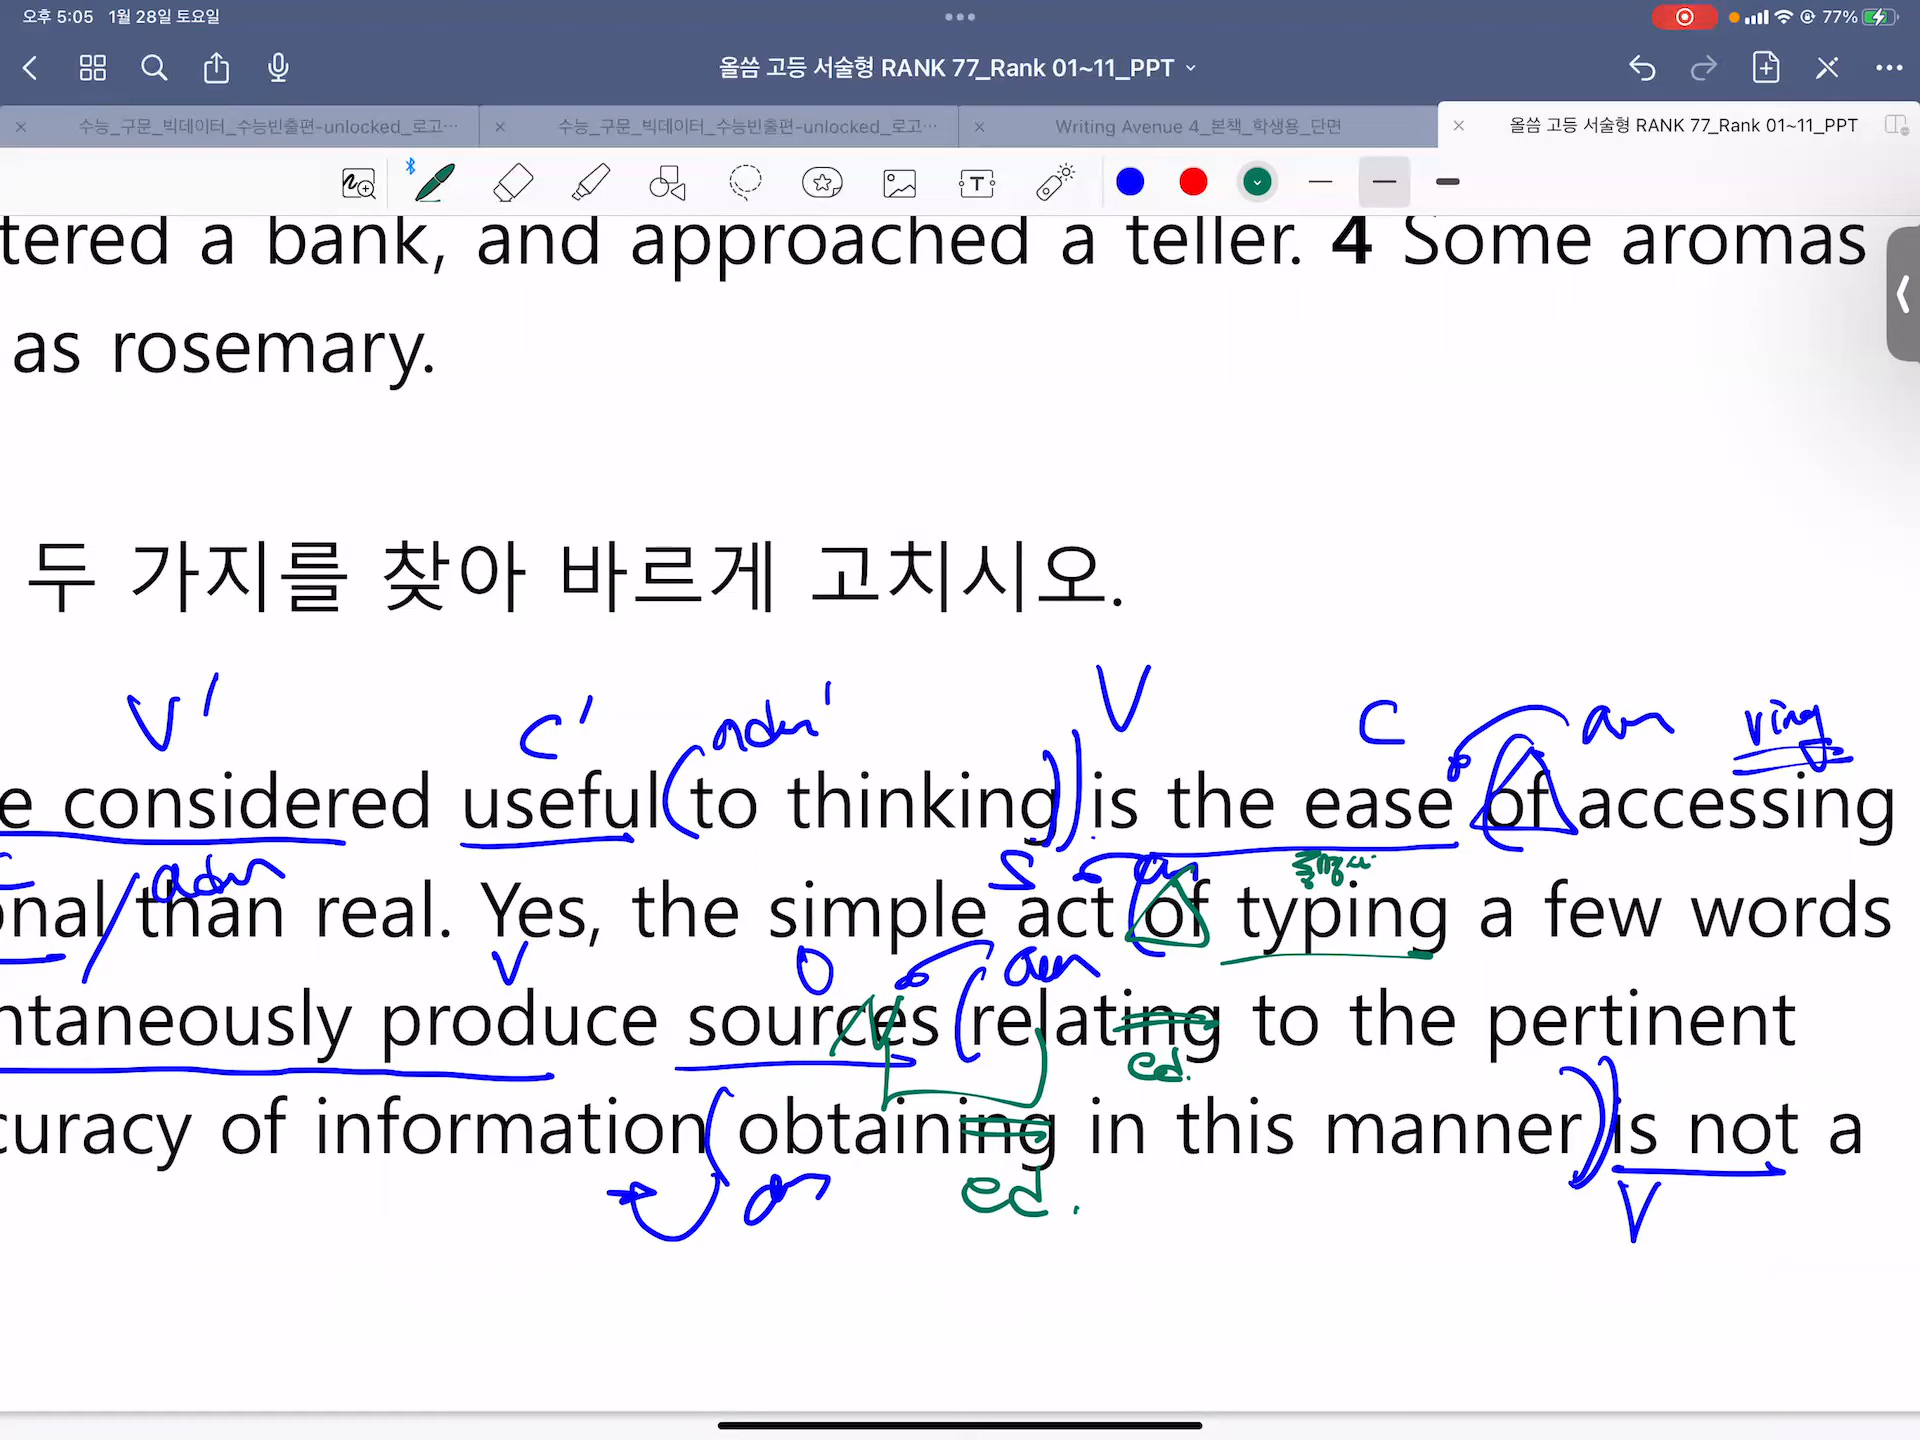 오후 5:05 1월 28일 토요일
77%
올씀 고등 서술형 RANK 77_Rank 01~11_PPT
수능_구문_빅데이터_수능빈출편-unlocked_로고…
수능_구문_빅데이터_수능빈출편-unlocked_로고…
Writing Avenue 4_본책_학생용_단면
올씀 고등 서술형 RANK 77_Rank 01~11_PPT
T
tered a bank, and approached a teller. 4 Some aromas
as rosemary.
두 가지를 찾아 바르게 고치시오.
V' C' V C ving
e considered useful to thinking is the ease of accessing
S
onal than real. Yes, the simple act of typing a few words
V O
ntaneously produce sources relating to the pertinent
ed.
curacy of information obtaining in this manner is not a
ed.
V